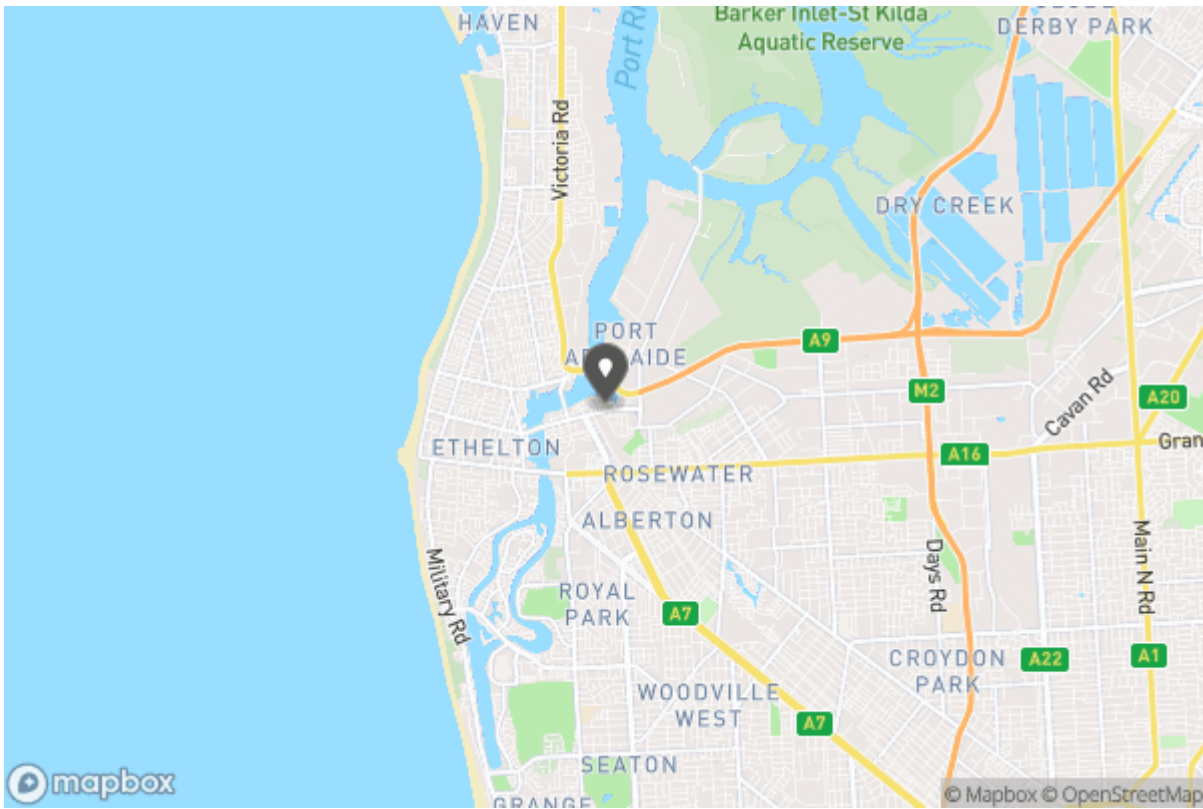 HAVEN
Barker Inlet-St Kilda
Aquatic Reserve
DERBY PARK
Victoria Rd
DRY CREEK
PORT
A9
M2
Cavan Rd
A20
ETHELTON
A16
ROSEWATER
ALBERTON
Military Rd
Days Rd
Main N Rd
ROYAL
PARK
A7
CROYDON
PARK
A22
A1
WOODVILLE
WEST
A7
SEATON
GRANGE
mapbox
© Mapbox © OpenStreetMap